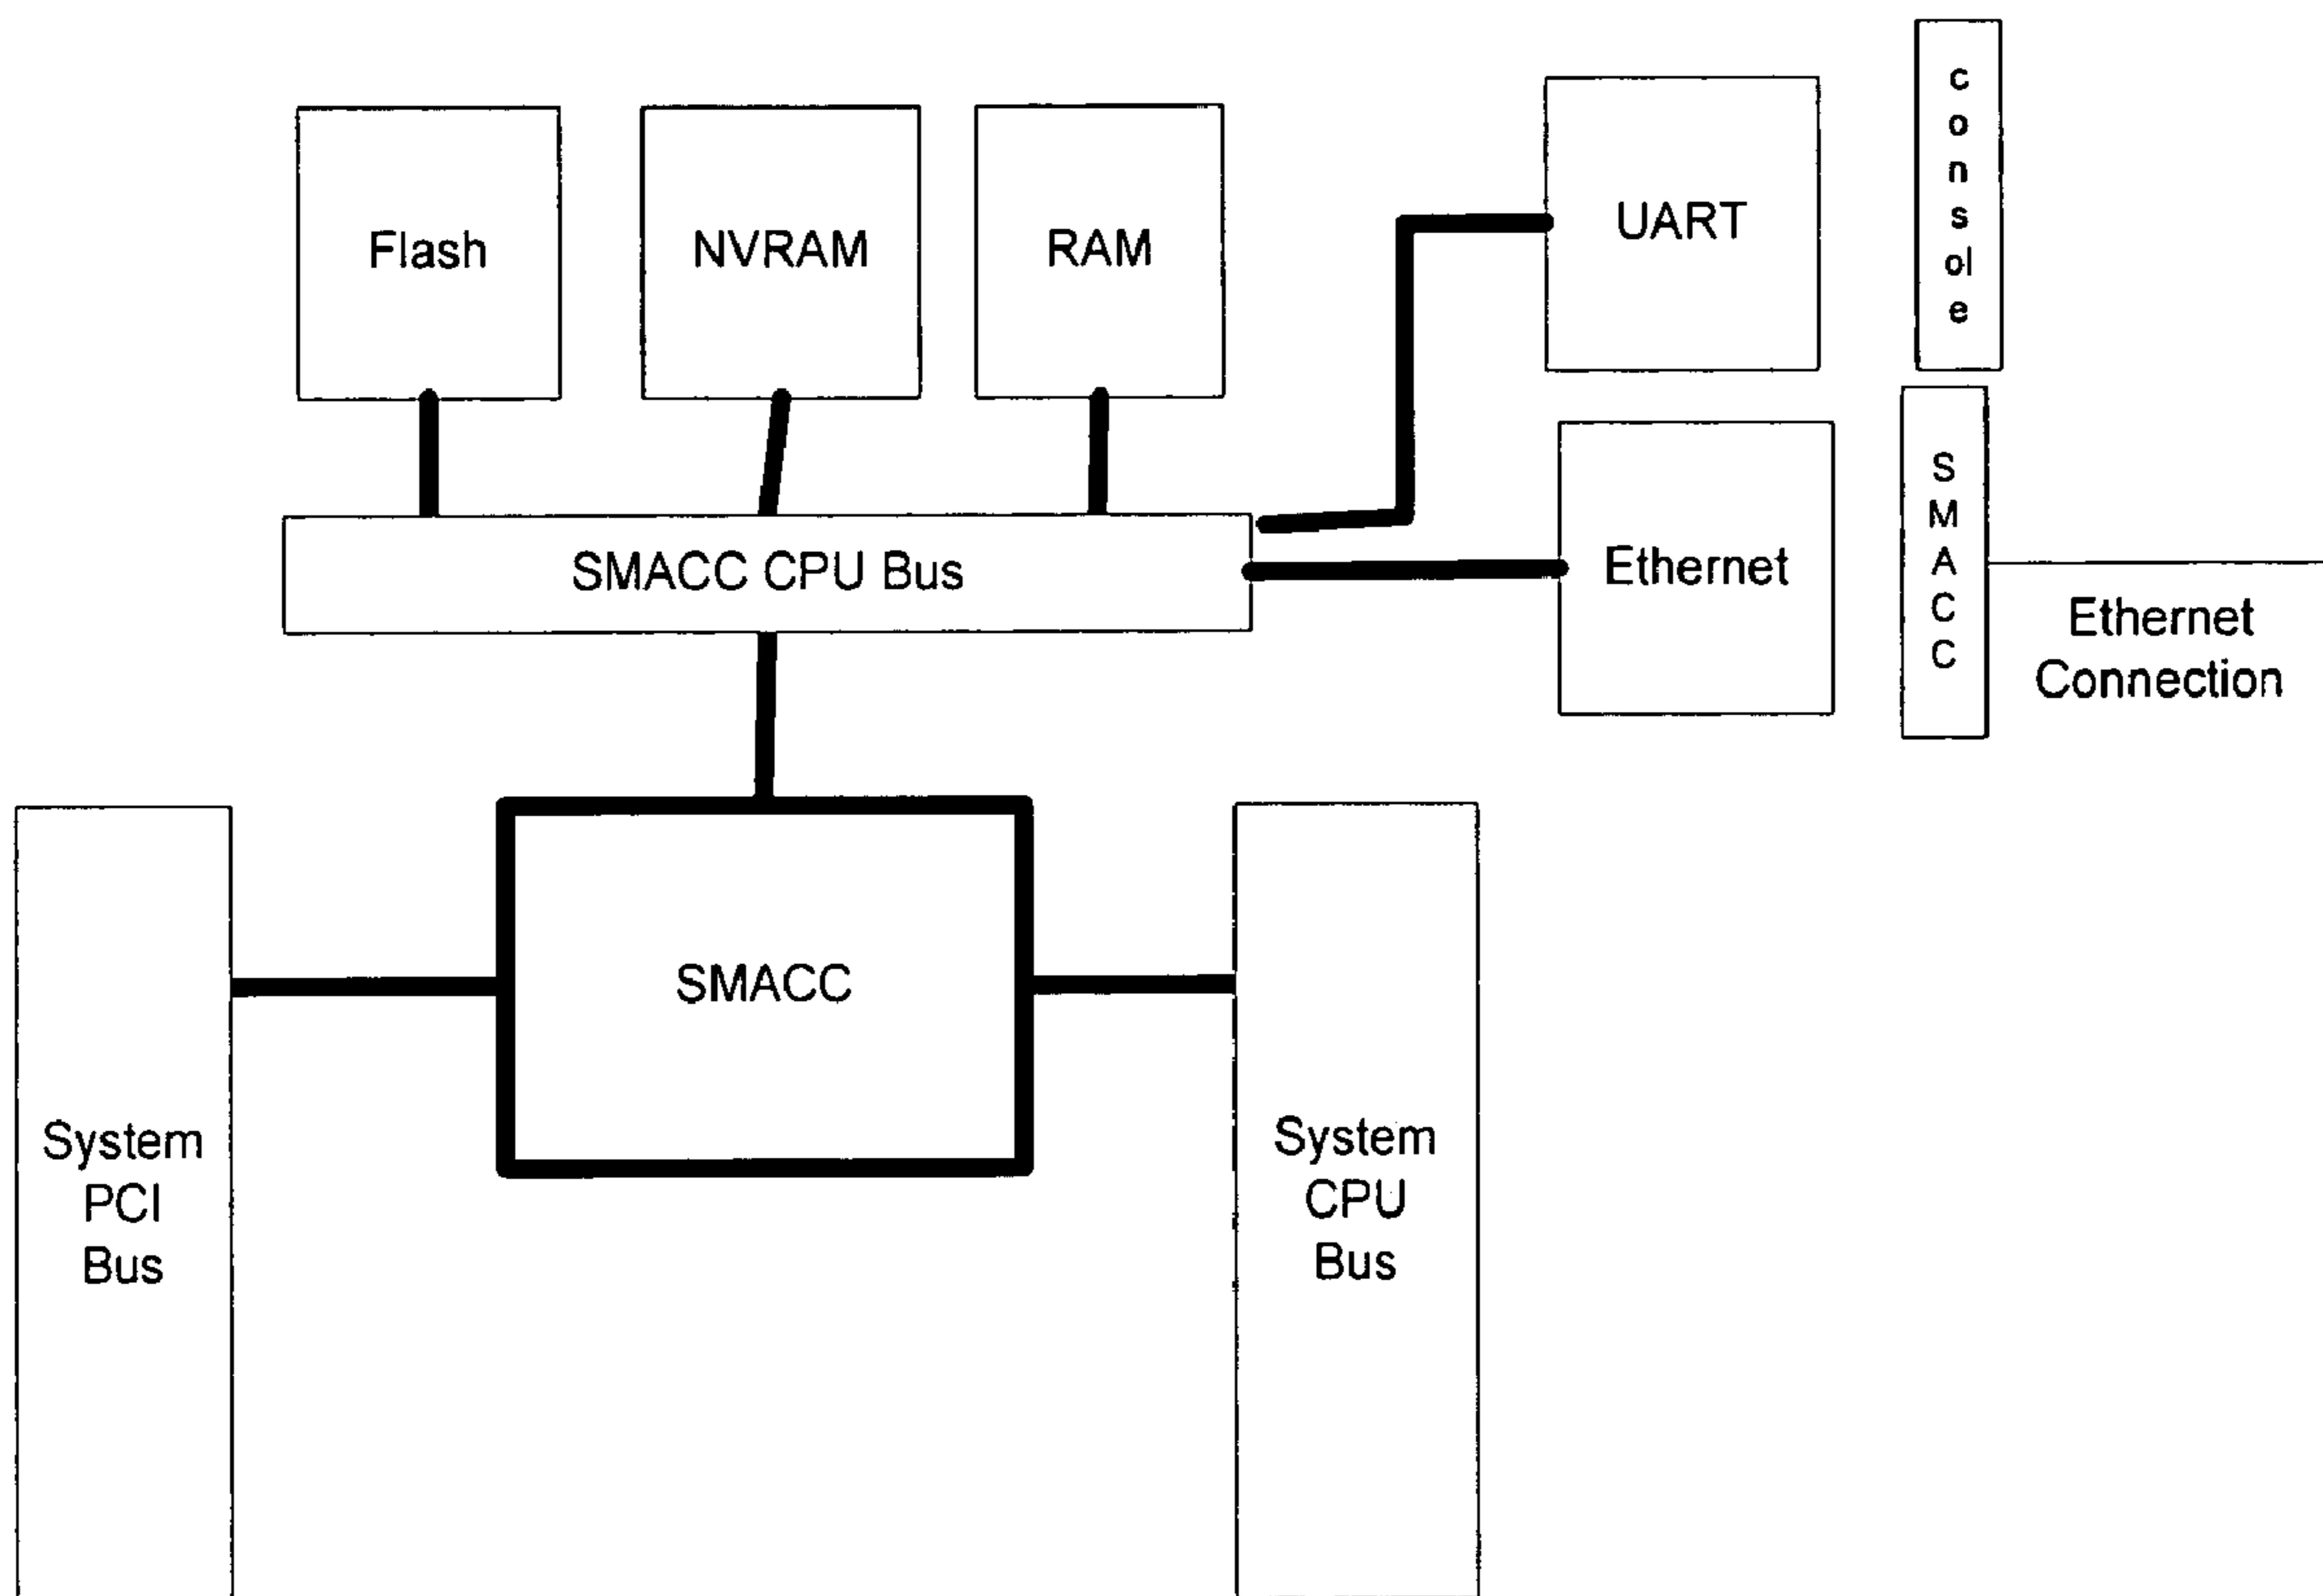 Flash
NVRAM
RAM
UART
c
o
n
s
ol
e
SMACC CPU Bus
Ethernet
S
M
A
C
C
Ethernet
Connection
SMACC
System
PCI
Bus
System
CPU
Bus